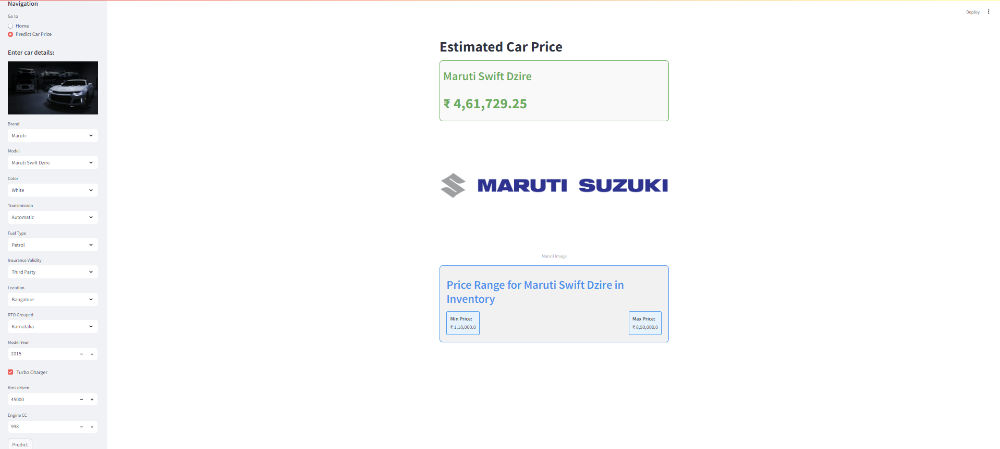 Navigation
Go to
Home
Predict Car Price
Enter car details:
Brand
Maruti
Model
Maruti Swift Dzire
Color
White
Transmission
Automatic
Fuel Type
Petrol
Insurance Validity
Third Party
Location
Bangalore
RTO Grouped
Karnataka
Model Year
2015
Turbo Charger
Kms driven
45000
Engine CC
998
Predict
Deploy
Estimated Car Price
Maruti Swift Dzire
₹ 4,61,729.25
MARUTI SUZUKI
Maruti Image
Price Range for Maruti Swift Dzire in
Inventory
Min Price:
₹ 1,18,000.0
Max Price:
₹ 8,90,000.0